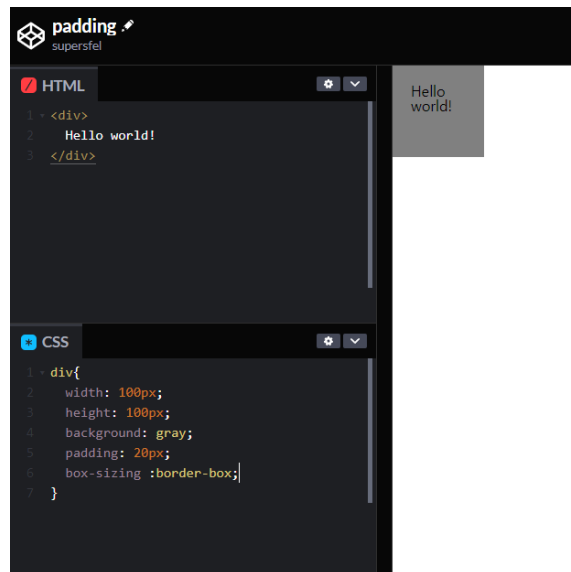 padding
supersfel
/ HTML
1 <div>
2 Hello world!
3 </div>
Hello
world!
* CSS
1 div{
2 width: 100px;
3 height: 100px;
4 background: gray;
5 padding: 20px;
6 box-sizing :border-box;
7 }